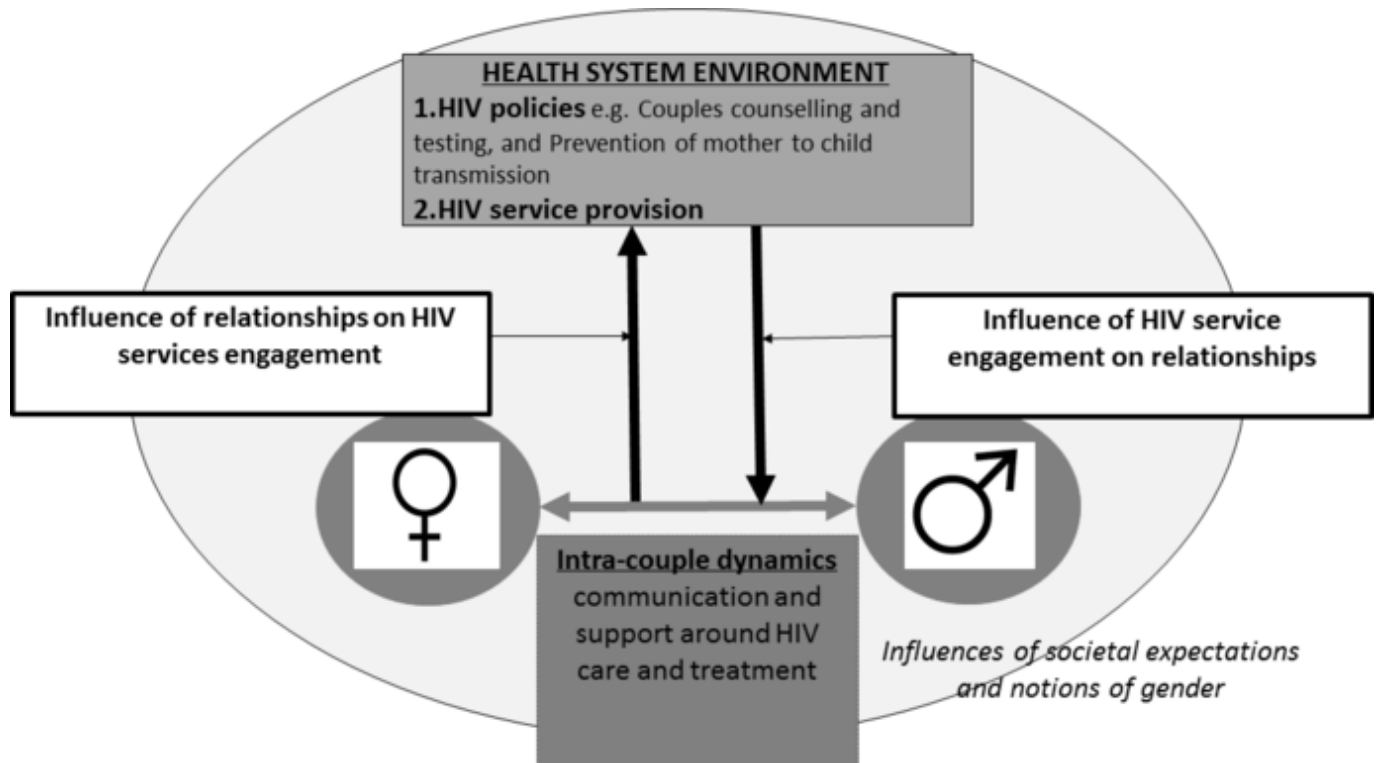 HEALTH SYSTEM ENVIRONMENT
1.HIV policies e.g. Couples counselling and
testing, and Prevention of mother to child
transmission
2.HIV service provision
Influence of relationships on HIV
services engagement
Influence of HIV service
engagement on relationships
Intra-couple dynamics
communication and
support around HIV
care and treatment
Influences of societal expectations
and notions of gender